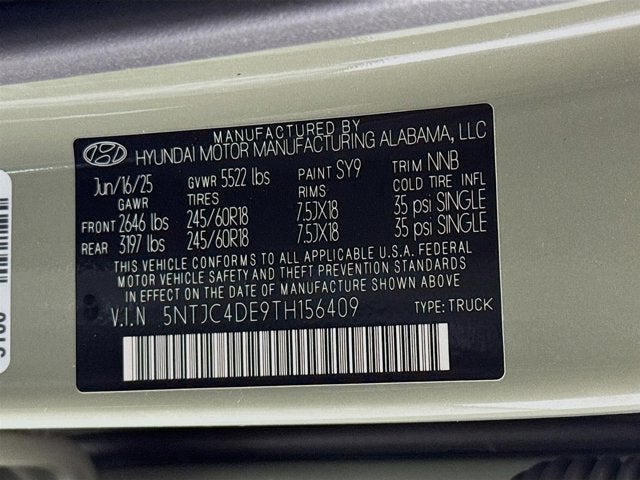 MANUFACTURED BY
HYUNDAI MOTOR MANUFACTURING ALABAMA, LLC
Jun/16/25 GVWR 5522 lbs PAINT SY9 TRIM NNB
GAWR TIRES RIMS COLD TIRE INFL
FRONT 2646 lbs 245/60R18 7.5JX18 35 psi SINGLE
REAR 3197 lbs 245/60R18 7.5JX18 35 psi SINGLE
THIS VEHICLE CONFORMS TO ALL APPLICABLE U.S.A. FEDERAL
MOTOR VEHICLE SAFETY AND THEFT PREVENTION STANDARDS
IN EFFECT ON THE DATE OF MANUFACTURE SHOWN ABOVE
V.I.N 5NTJC4DE9TH156409 TYPE: TRUCK